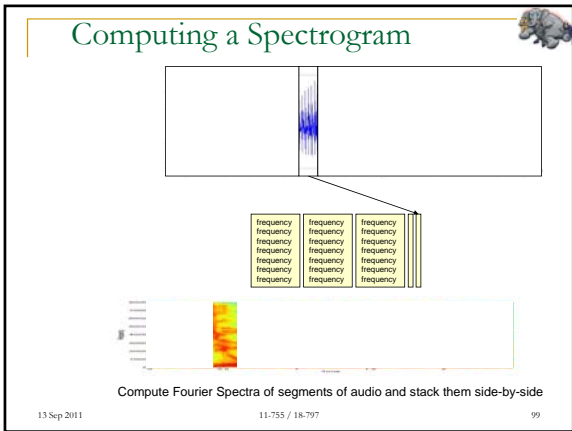 Computing a Spectrogram
frequency frequency frequency
frequency frequency frequency
frequency frequency frequency
frequency frequency frequency
frequency frequency frequency
frequency frequency frequency
frequency frequency frequency
Compute Fourier Spectra of segments of audio and stack them side-by-side
13 Sep 2011 11-755 / 18-797 99